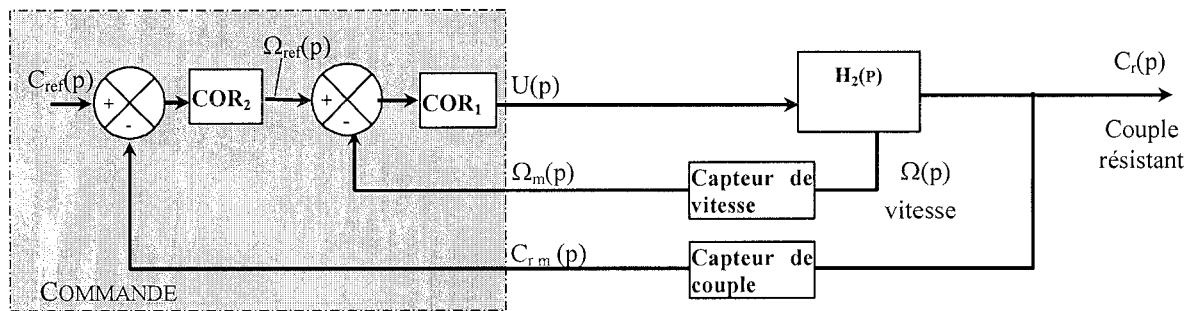 C_ref(p)
+
-
COR₂
Ω_ref(p)
+
-
COR₁
U(p)
H₂(P)
C_r(p)
Couple
résistant
Ω_m(p)
Capteur de
vitesse
Ω(p)
vitesse
C_r m (p)
Capteur de
couple
COMMANDE